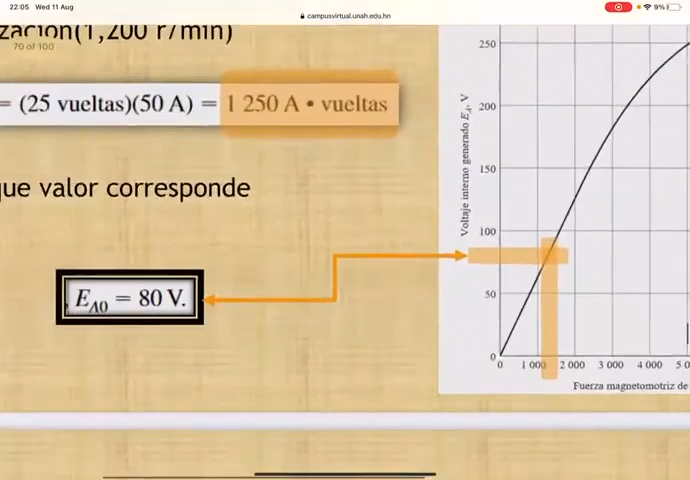 22:05 Wed 11 Aug
campusvirtual.unah.edu.hn
9%
zación(1,200 r/min)
70 of 100
= (25 vueltas)(50 A) = 1 250 A • vueltas
que valor corresponde
E_A0 = 80 V.
Voltaje interno generado E_A, V
250
200
150
100
50
0
0 1 000 2 000 3 000 4 000 5 0
Fuerza magnetomotriz de